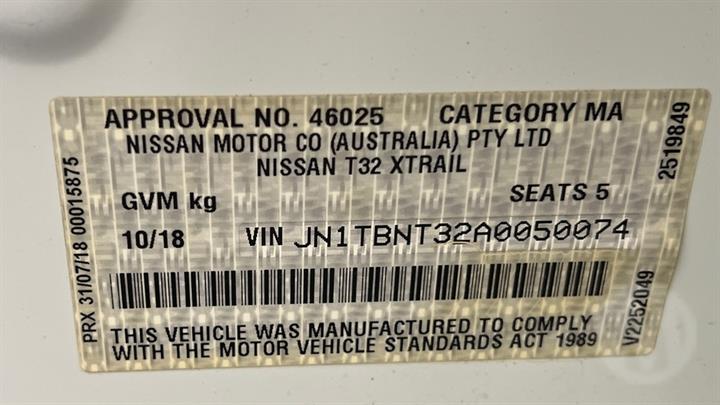 APPROVAL NO. 46025 CATEGORY MA
NISSAN MOTOR CO (AUSTRALIA) PTY LTD
NISSAN T32 XTRAIL
GVM kg SEATS 5
10/18 VIN JN1TBNT32A0050074
THIS VEHICLE WAS MANUFACTURED TO COMPLY
WITH THE MOTOR VEHICLE STANDARDS ACT 1989
PRX 31/07/18 00015875
2519849
V2252049